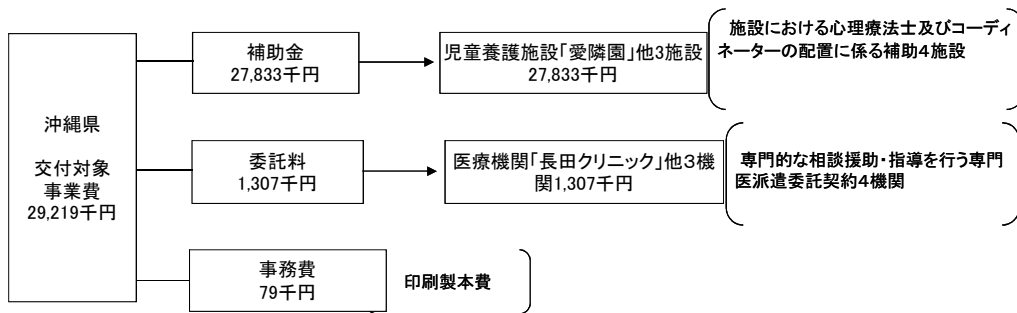 沖縄県
交付対象
事業費
29,219千円
補助金
27,833千円
児童養護施設「愛隣園」他3施設
27,833千円
施設における心理療法士及びコーディ
ネーターの配置に係る補助4施設
委託料
1,307千円
医療機関「長田クリニック」他3機
関1,307千円
専門的な相談援助・指導を行う専門
医派遣委託契約4機関
事務費
79千円
印刷製本費